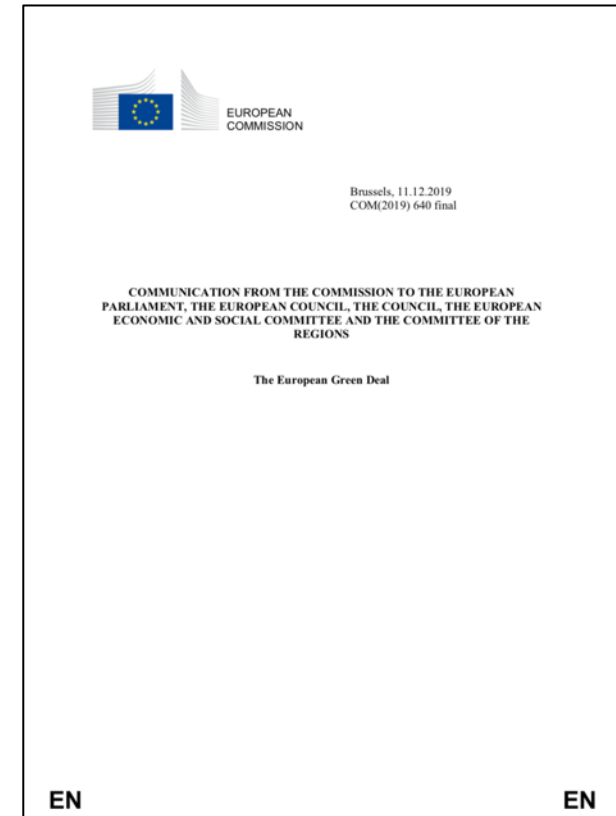 EUROPEAN
COMMISSION
Brussels, 11.12.2019
COM(2019) 640 final
COMMUNICATION FROM THE COMMISSION TO THE EUROPEAN
PARLIAMENT, THE EUROPEAN COUNCIL, THE COUNCIL, THE EUROPEAN
ECONOMIC AND SOCIAL COMMITTEE AND THE COMMITTEE OF THE
REGIONS
The European Green Deal
EN EN